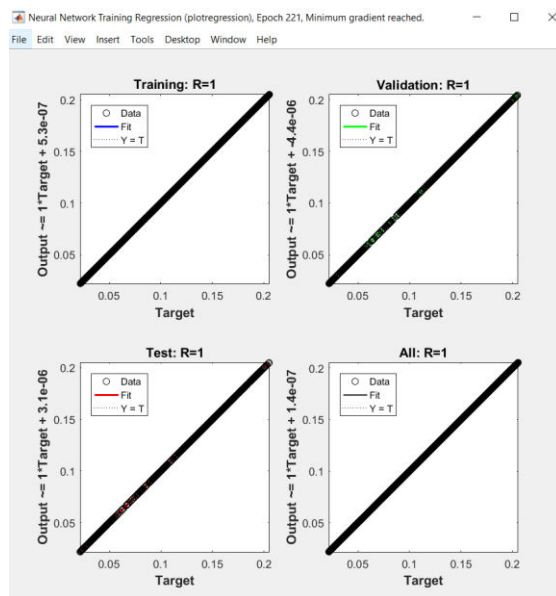 Neural Network Training Regression (plotregression), Epoch 221, Minimum gradient reached.
File Edit View Insert Tools Desktop Window Help
Training: R=1
Output ~= 1*Target + 5.3e-07
0.2
0.15
0.1
0.05
Data
Fit
Y = T
0.05 0.1 0.15 0.2
Target
Validation: R=1
Output ~= 1*Target + -4.4e-06
0.2
0.15
0.1
0.05
Data
Fit
Y = T
0.05 0.1 0.15 0.2
Target
Test: R=1
Output ~= 1*Target + 3.1e-06
0.2
0.15
0.1
0.05
Data
Fit
Y = T
0.05 0.1 0.15 0.2
Target
All: R=1
Output ~= 1*Target + 1.4e-07
0.2
0.15
0.1
0.05
Data
Fit
Y = T
0.05 0.1 0.15 0.2
Target